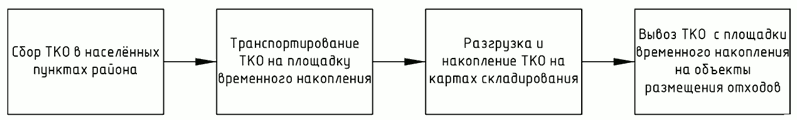 Сбор ТКО в населённых
пунктах района
Транспортирование
ТКО на площадку
временного накопления
Разгрузка и
накопление ТКО на
картах складирования
Вывоз ТКО с площадки
временного накопления
на объекты
размещения отходов